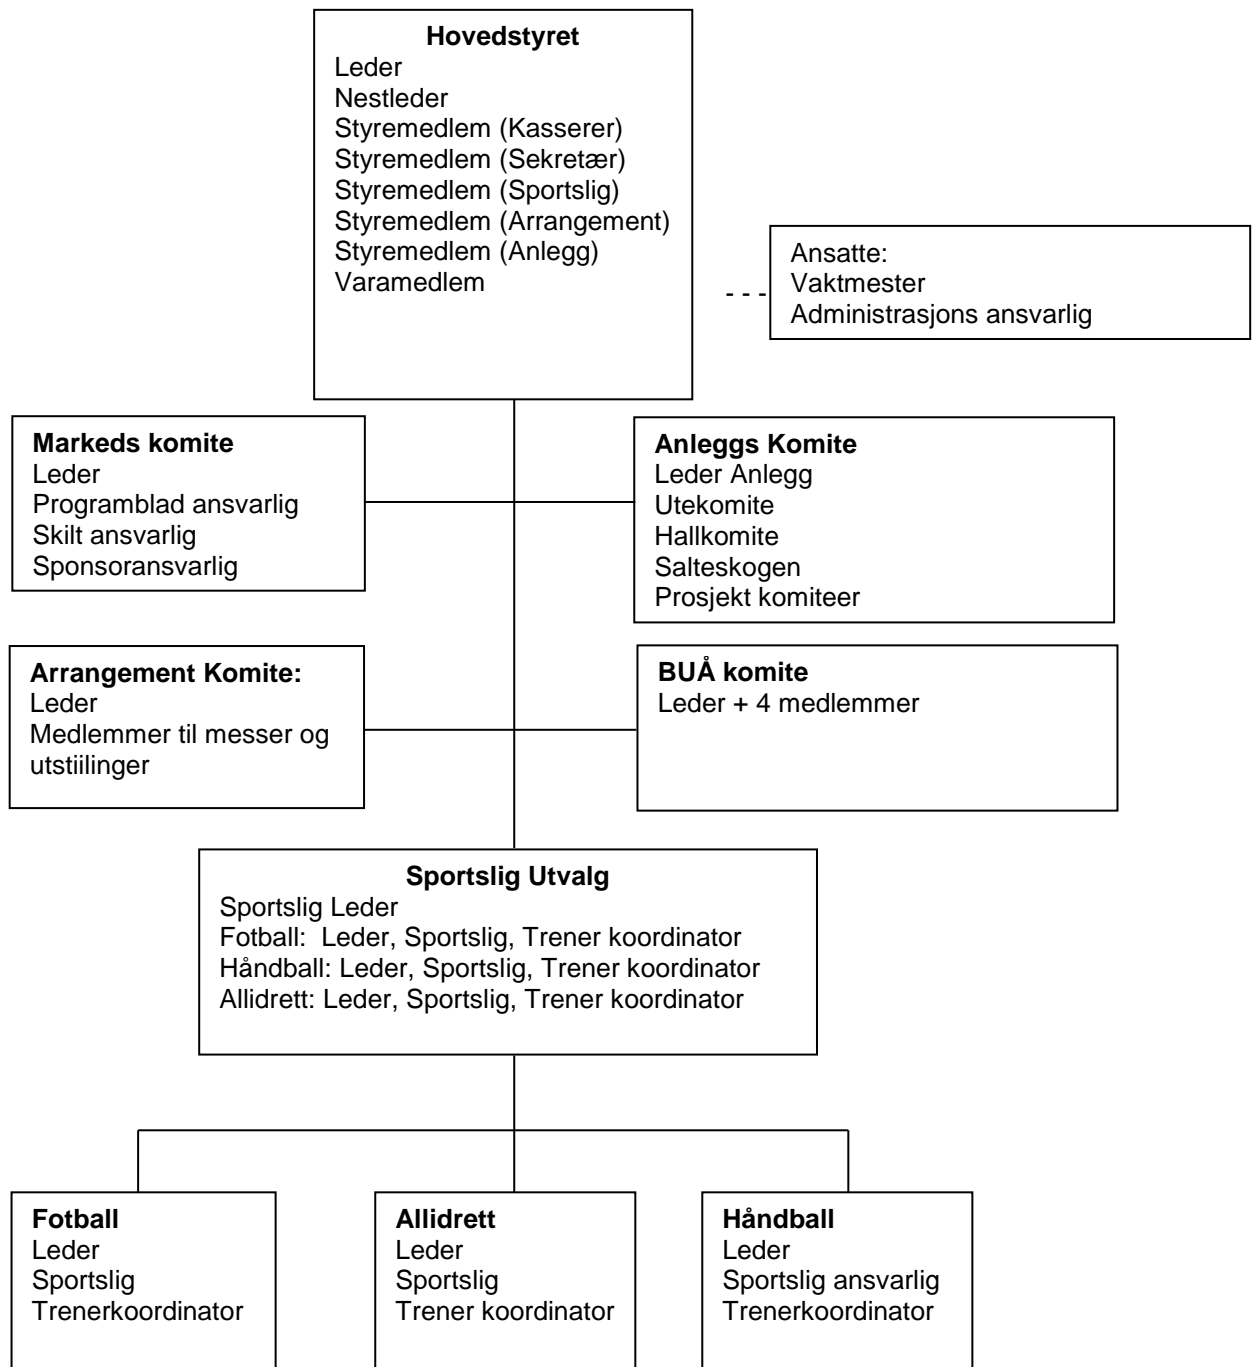 Hovedstyret
Leder
Nestleder
Styremedlem (Kasserer)
Styremedlem (Sekretær)
Styremedlem (Sportslig)
Styremedlem (Arrangement)
Styremedlem (Anlegg)
Varamedlem
Ansatte:
Vaktmester
- - - Administrasjons ansvarlig
Markeds komite
Leder
Programblad ansvarlig
Skilt ansvarlig
Sponsoransvarlig
Anleggs Komite
Leder Anlegg
Utekomite
Hallkomite
Salteskogen
Prosjekt komiteer
Arrangement Komite:
Leder
Medlemmer til messer og
utstiilinger
BUÅ komite
Leder + 4 medlemmer
Sportslig Utvalg
Sportslig Leder
Fotball:  Leder, Sportslig, Trener koordinator
Håndball: Leder, Sportslig, Trener koordinator
Allidrett: Leder, Sportslig, Trener koordinator
Fotball
Leder
Sportslig
Trenerkoordinator
Allidrett
Leder
Sportslig
Trener koordinator
Håndball
Leder
Sportslig ansvarlig
Trenerkoordinator